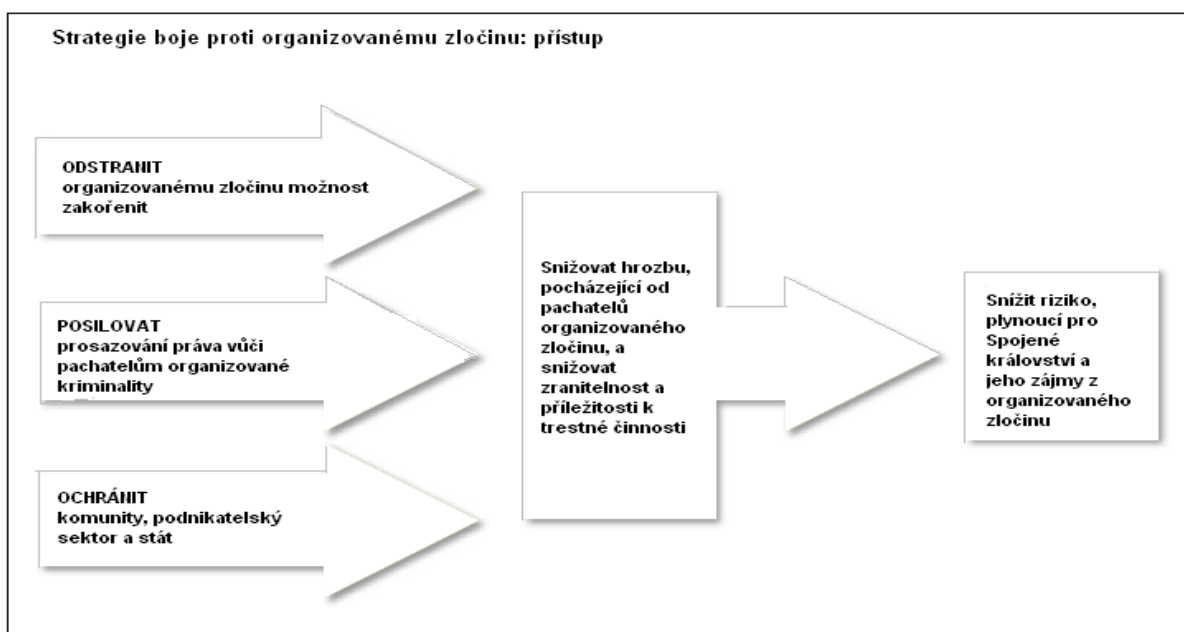 Strategie boje proti organizovanému zločinu: přístup
ODSTRANIT
organizovanému zločinu možnost
zakořenit
POSILOVAT
prosazování práva vůči
pachatelům organizované
kriminality
OCHRÁNIT
komunity, podnikatelský
sektor a stát
Snižovat hrozbu,
pocházející od
pachatelů
organizovaného
zločinu, a
snižovat
zranitelnost a
příležitosti k
trestné činnosti
Snížit riziko,
plynoucí pro
Spojené
království a
jeho zájmy z
organizovaného
zločinu